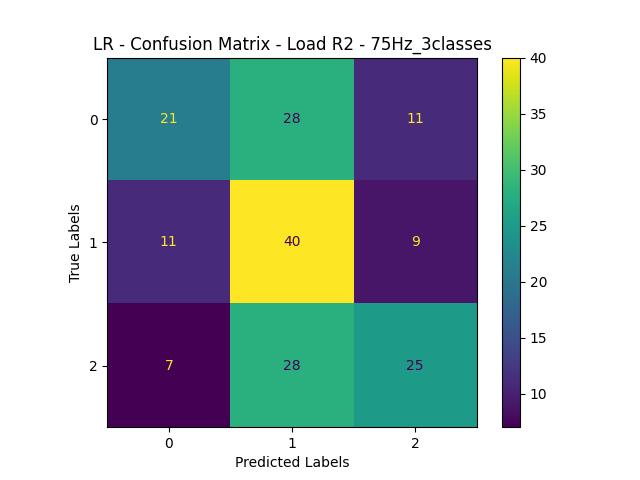 LR - Confusion Matrix - Load R2 - 75Hz_3classes
True Labels
0 21 28 11
1 11 40 9
2 7 28 25
0 1 2
Predicted Labels
40
35
30
25
20
15
10